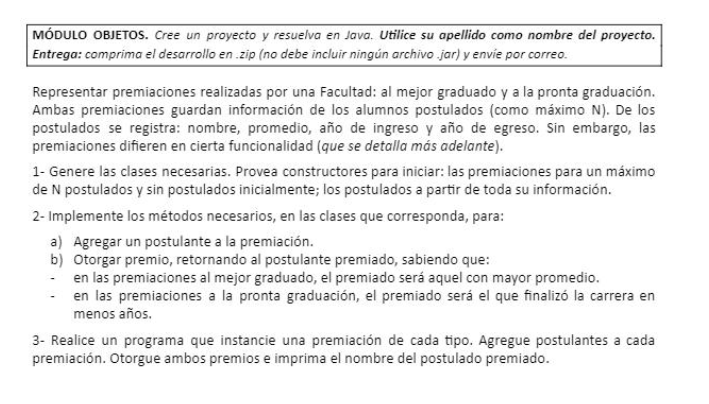 MÓDULO OBJETOS. Cree un proyecto y resuelva en Java. Utilice su apellido como nombre del proyecto.
Entrega: comprima el desarrollo en .zip (no debe incluir ningún archivo .jar) y envíe por correo.
Representar premiaciones realizadas por una Facultad: al mejor graduado y a la pronta graduación.
Ambas premiaciones guardan información de los alumnos postulados (como máximo N). De los
postulados se registra: nombre, promedio, año de ingreso y año de egreso. Sin embargo, las
premiaciones difieren en cierta funcionalidad (que se detalla más adelante).
1- Genere las clases necesarias. Provea constructores para iniciar: las premiaciones para un máximo
de N postulados y sin postulados inicialmente; los postulados a partir de toda su información.
2- Implemente los métodos necesarios, en las clases que corresponda, para:
a) Agregar un postulante a la premiación.
b) Otorgar premio, retornando al postulante premiado, sabiendo que:
- en las premiaciones al mejor graduado, el premiado será aquel con mayor promedio.
- en las premiaciones a la pronta graduación, el premiado será el que finalizó la carrera en
menos años.
3- Realice un programa que instancie una premiación de cada tipo. Agregue postulantes a cada
premiación. Otorgue ambos premios e imprima el nombre del postulado premiado.